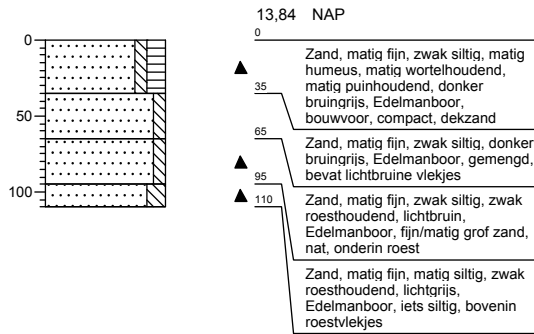 13,84 NAP
0
0
Zand, matig fijn, zwak siltig, matig
humeus, matig wortelhoudend,
matig puinhoudend, donker
bruingrijs, Edelmanboor,
bouwvoor, compact, dekzand
35
50
65
Zand, matig fijn, zwak siltig, donker
bruingrijs, Edelmanboor, gemengd,
bevat lichtbruine vlekjes
95
100
110
Zand, matig fijn, zwak siltig, zwak
roesthoudend, lichtbruin,
Edelmanboor, fijn/matig grof zand,
nat, onderin roest
Zand, matig fijn, matig siltig, zwak
roesthoudend, lichtgrijs,
Edelmanboor, iets siltig, bovenin
roestvlekjes